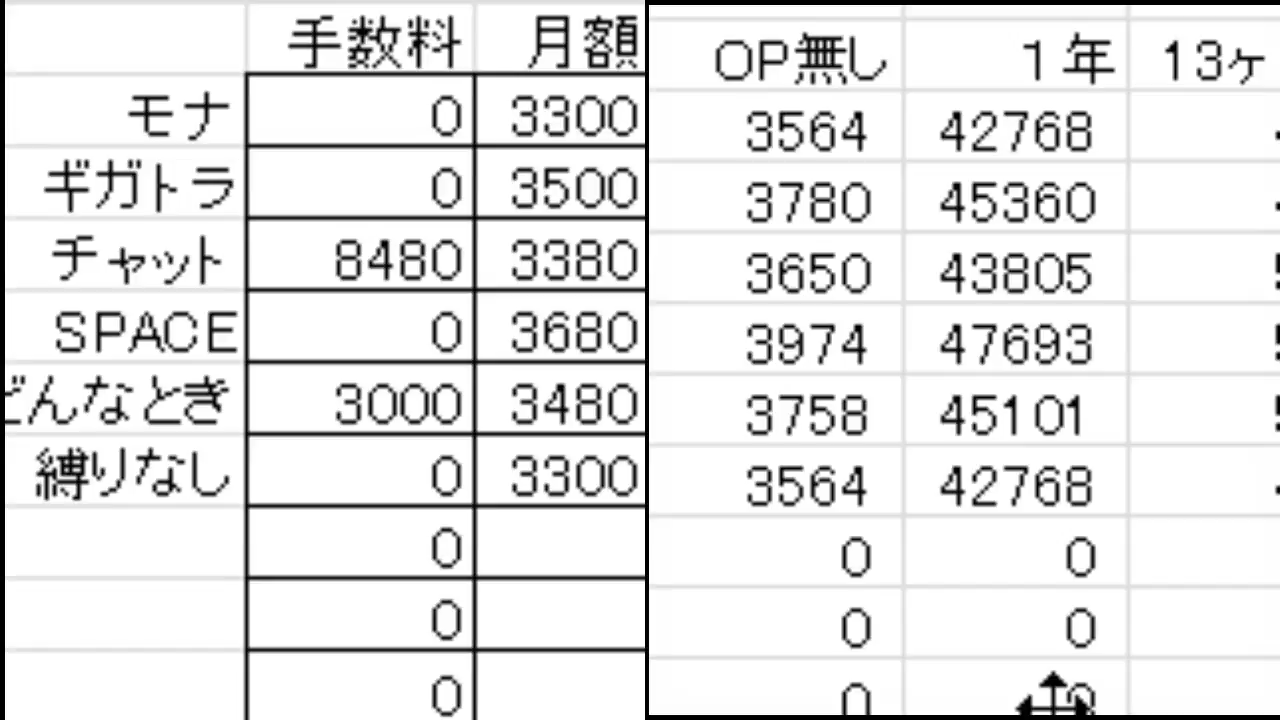 手数料 月額
モナ 0 3300
ギガトラ 0 3500
チャット 8480 3380
SPACE 0 3680
どんなとき 3000 3480
縛りなし 0 3300
0
0
0
OP無し 1年 13ヶ
3564 42768
3780 45360
3650 43805
3974 47693
3758 45101
3564 42768
0 0
0 0
0 0